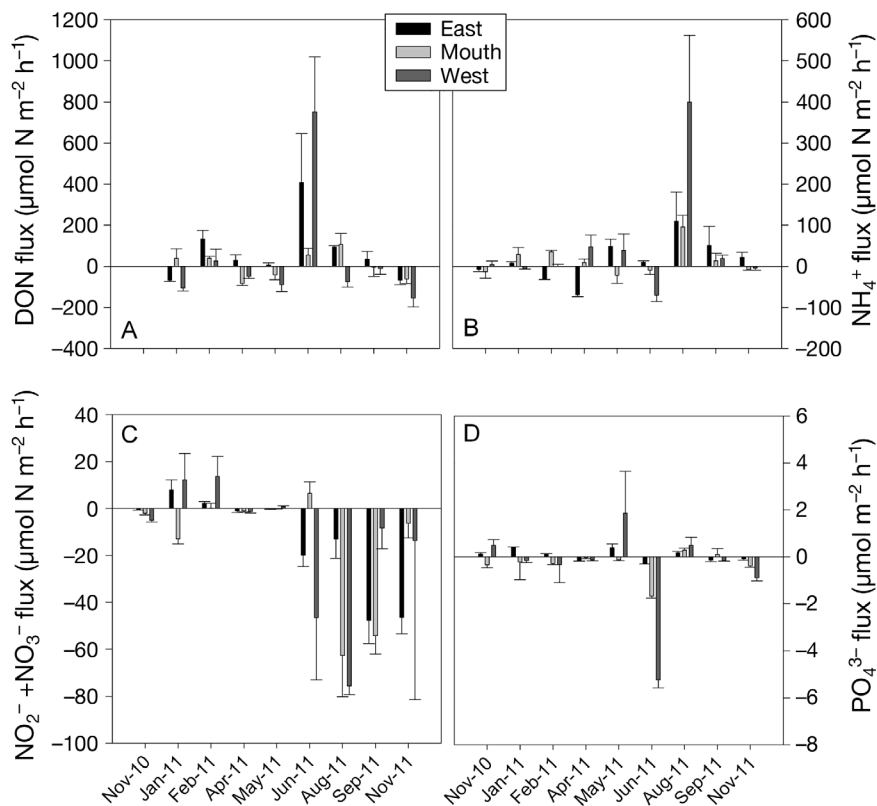 East
Mouth
West
DON flux (µmol N m⁻² h⁻¹)
1200
1000
800
600
400
200
0
−200
−400
A
NH₄⁺ flux (µmol N m⁻² h⁻¹)
600
500
400
300
200
100
0
−100
−200
B
NO₂⁻ +NO₃⁻ flux (µmol N m⁻² h⁻¹)
40
20
0
−20
−40
−60
−80
−100
C
PO₄³⁻ flux (µmol m⁻² h⁻¹)
6
4
2
0
−2
−4
−6
−8
D
Nov-10
Jan-11
Feb-11
Apr-11
May-11
Jun-11
Aug-11
Sep-11
Nov-11
Nov-10
Jan-11
Feb-11
Apr-11
May-11
Jun-11
Aug-11
Sep-11
Nov-11